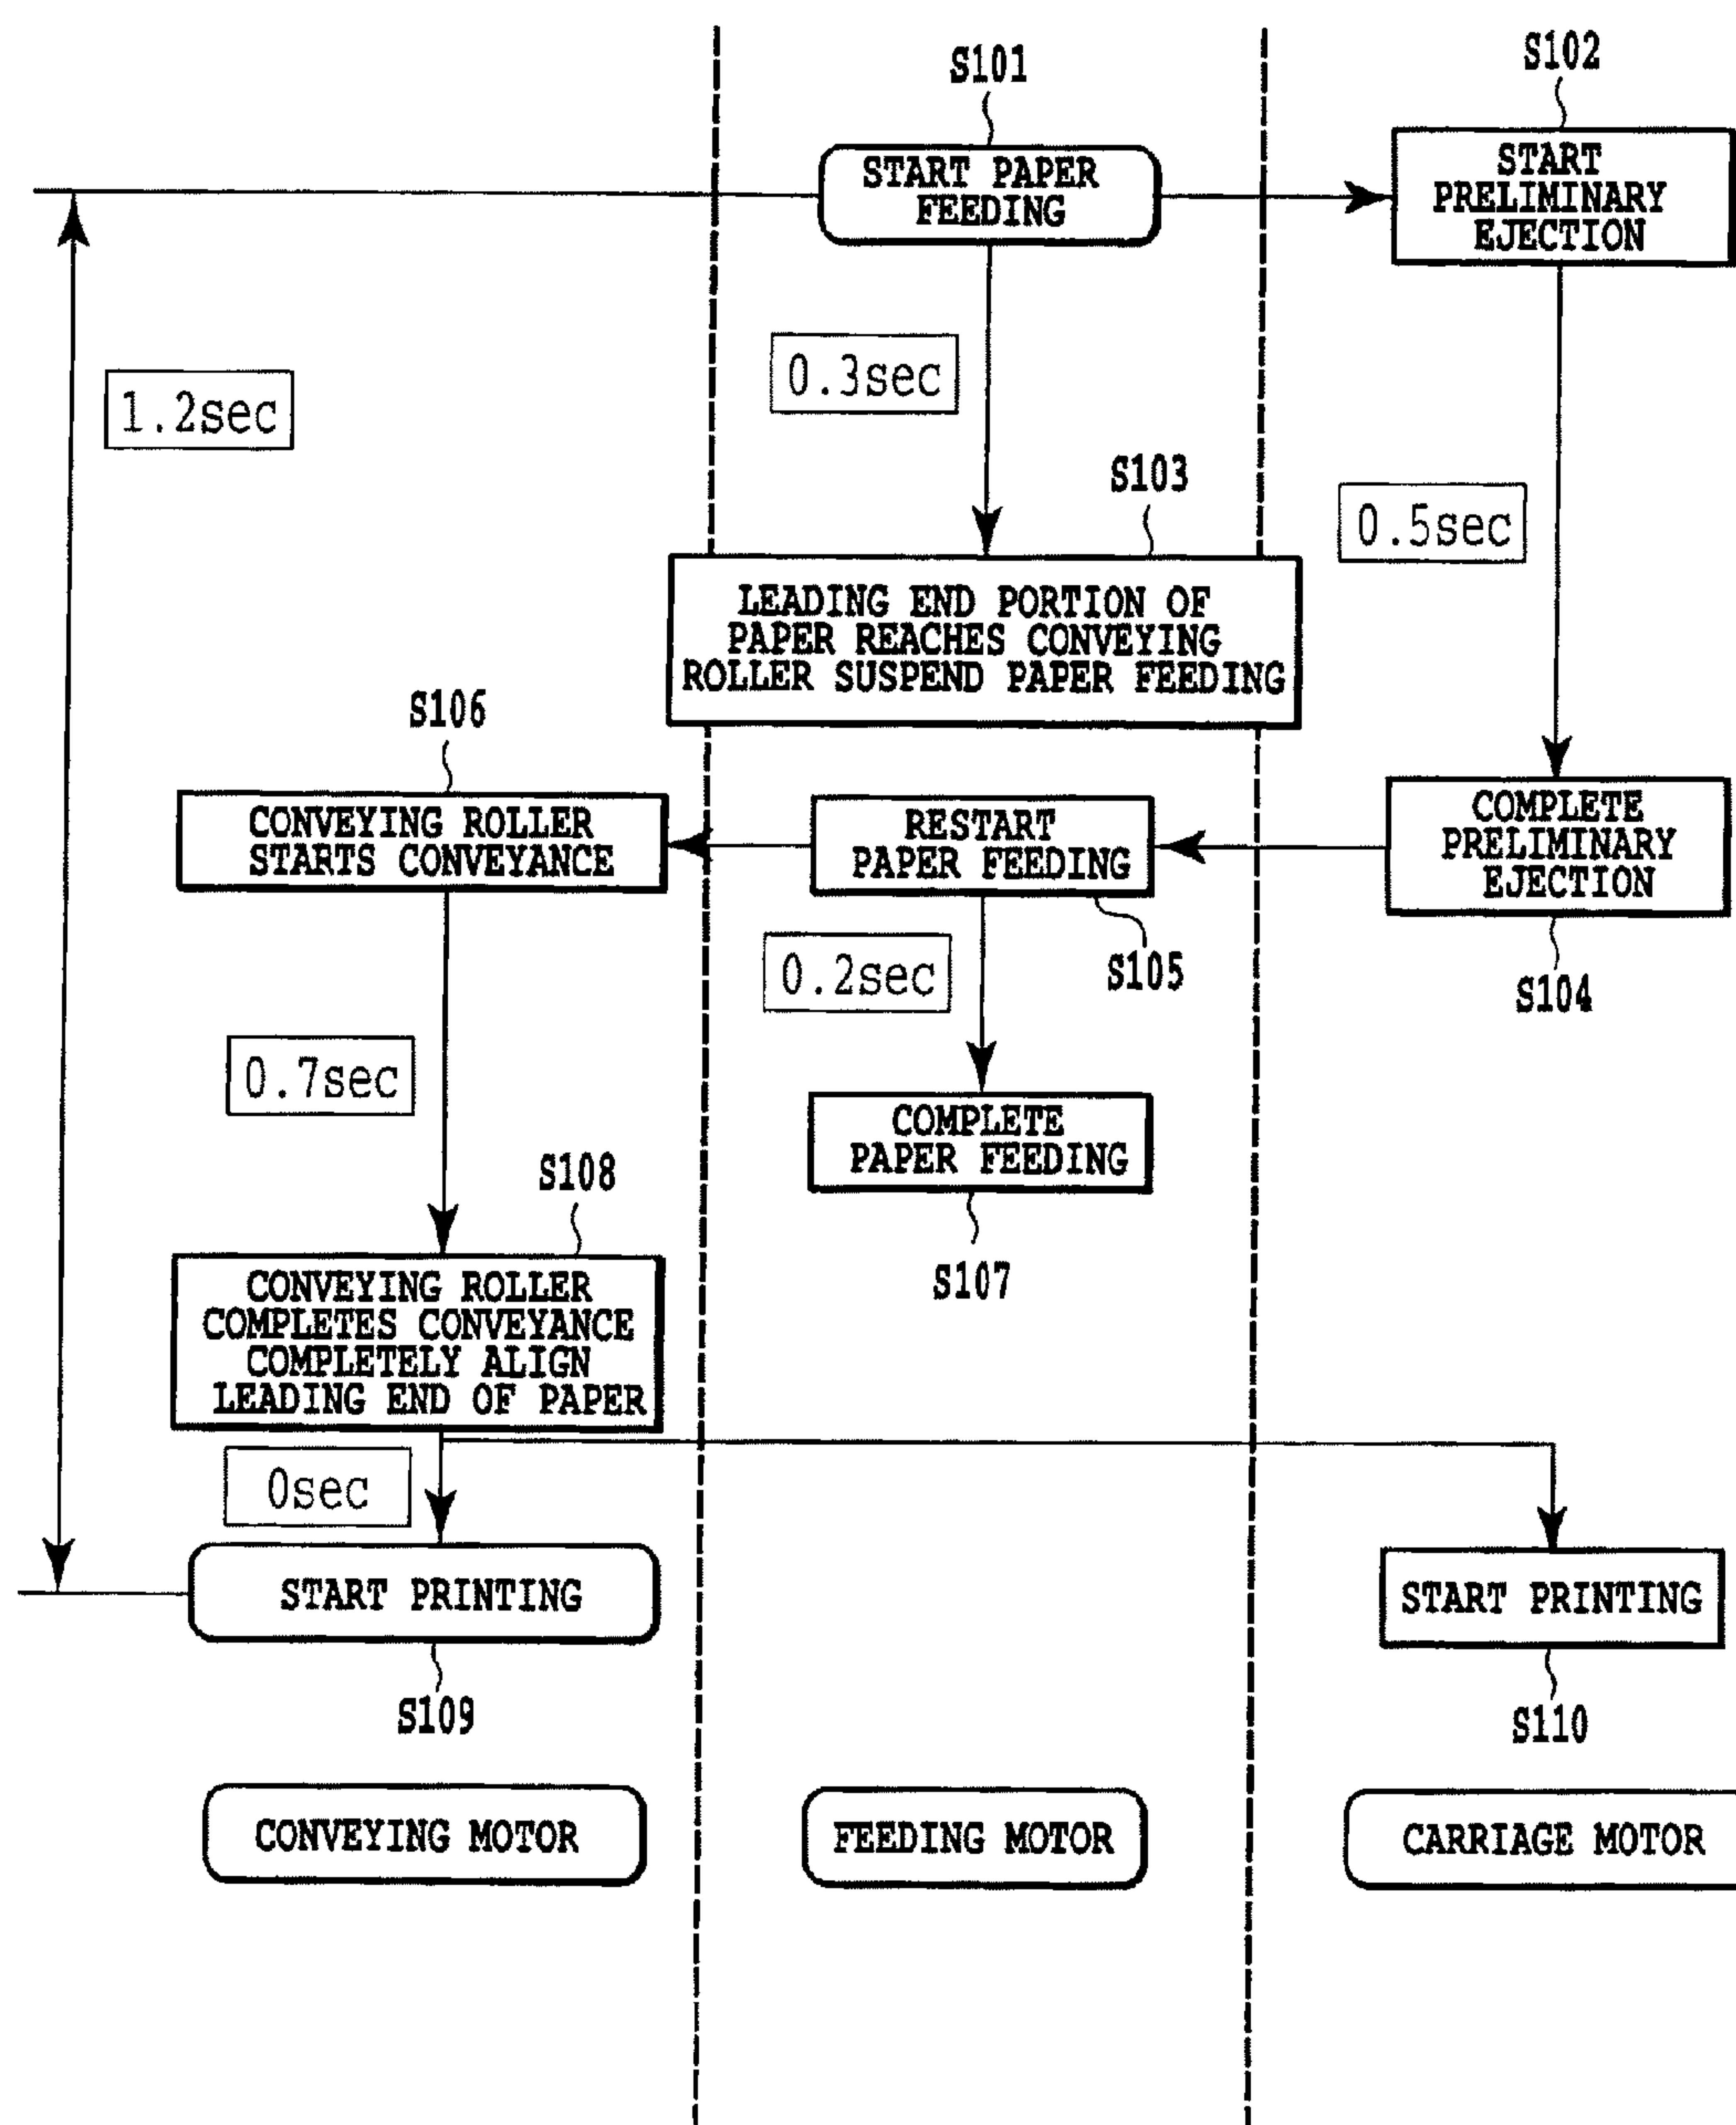 S101
S102
START PAPER
FEEDING
START
PRELIMINARY
EJECTION
0.3sec
1.2sec
S103
0.5sec
LEADING END PORTION OF
PAPER REACHES CONVEYING
ROLLER SUSPEND PAPER FEEDING
S106
CONVEYING ROLLER
STARTS CONVEYANCE
RESTART
PAPER FEEDING
COMPLETE
PRELIMINARY
EJECTION
S105
S104
0.2sec
0.7sec
COMPLETE
PAPER FEEDING
S108
S107
CONVEYING ROLLER
COMPLETES CONVEYANCE
COMPLETELY ALIGN
LEADING END OF PAPER
0sec
START PRINTING
START PRINTING
S109
S110
CONVEYING MOTOR
FEEDING MOTOR
CARRIAGE MOTOR